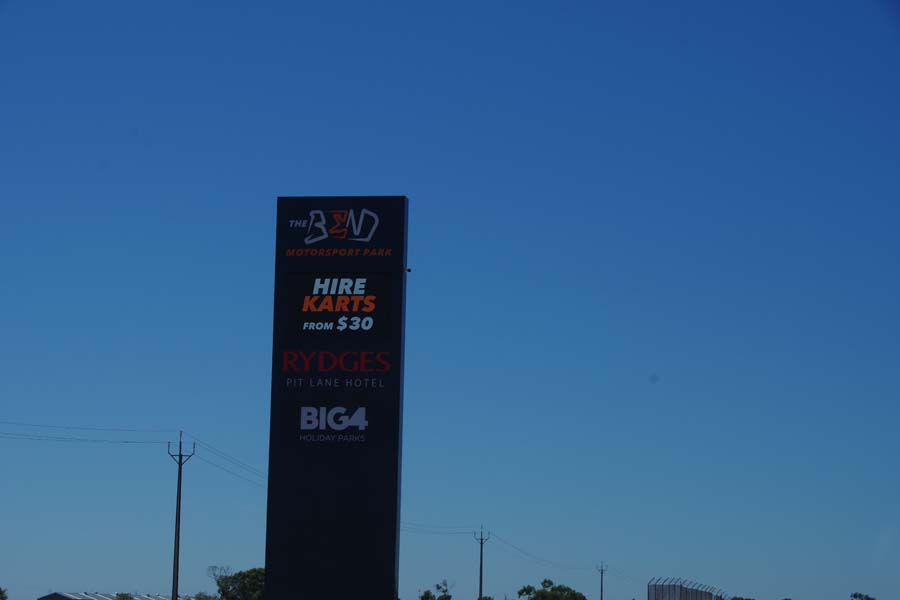 THE BEND
MOTORSPORT PARK
HIRE
KARTS
FROM $30
RYDGES
PIT LANE HOTEL
BIG4
HOLIDAY PARKS